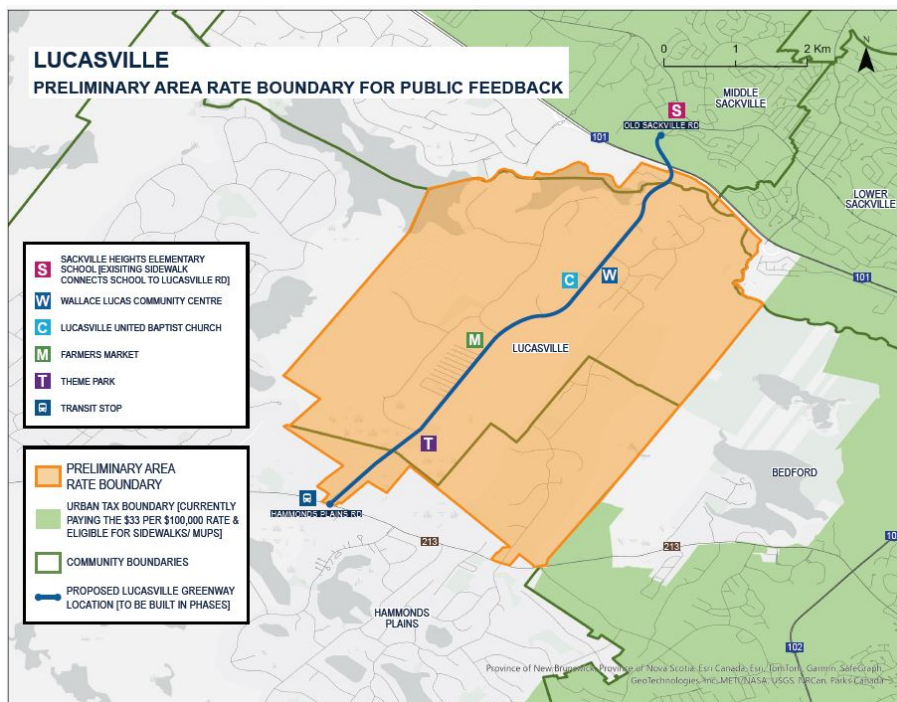 LUCASVILLE
PRELIMINARY AREA RATE BOUNDARY FOR PUBLIC FEEDBACK
0 1 2 Km
N
MIDDLE
SACKVILLE
S
OLD SACKVILLE RD
101
LOWER
SACKVILLE
101
W
C
M
LUCASVILLE
T
BEDFORD
HAMMONDS PLAINS RD
213
213
10
HAMMONDS
PLAINS
102
S SACKVILLE HEIGHTS ELEMENTARY
SCHOOL [EXISITING SIDEWALK
CONNECTS SCHOOL TO LUCASVILLE RD]
W WALLACE LUCAS COMMUNITY CENTRE
C LUCASVILLE UNITED BAPTIST CHURCH
M FARMERS MARKET
T THEME PARK
TRANSIT STOP
PRELIMINARY AREA
RATE BOUNDARY
URBAN TAX BOUNDARY [CURRENTLY
PAYING THE $33 PER $100,000 RATE &
ELIGIBLE FOR SIDEWALKS/ MUPS]
COMMUNITY BOUNDARIES
PROPOSED LUCASVILLE GREENWAY
LOCATION [TO BE BUILT IN PHASES]
Province of New Brunswick, Province of Nova Scotia, Esri Canada, Esri, TomTom, Garmin, SafeGraph,
GeoTechnologies, Inc, METI/NASA, USGS, NRCan, Parks Canada